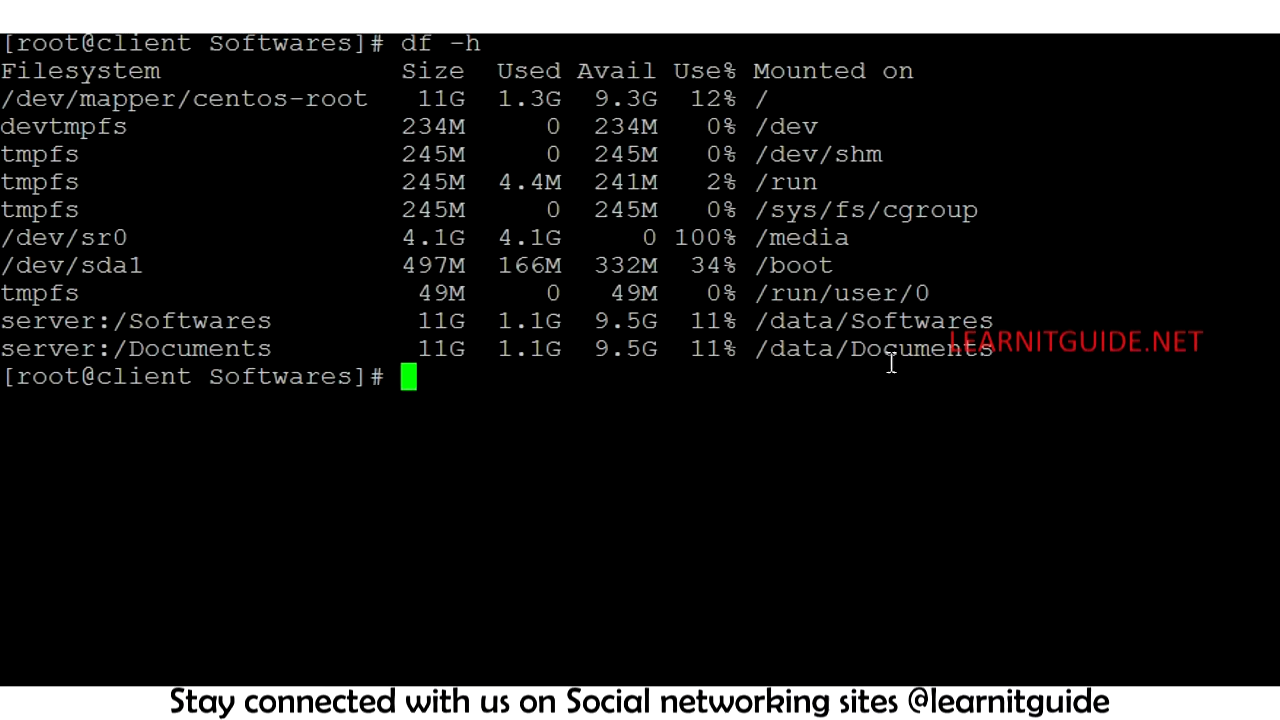 [root@client Softwares]# df -h
Filesystem Size Used Avail Use% Mounted on
/dev/mapper/centos-root 11G 1.3G 9.3G 12% /
devtmpfs 234M 0 234M 0% /dev
tmpfs 245M 0 245M 0% /dev/shm
tmpfs 245M 4.4M 241M 2% /run
tmpfs 245M 0 245M 0% /sys/fs/cgroup
/dev/sr0 4.1G 4.1G 0 100% /media
/dev/sda1 497M 166M 332M 34% /boot
tmpfs 49M 0 49M 0% /run/user/0
server:/Softwares 11G 1.1G 9.5G 11% /data/Softwares
LEARNITGUIDE.NET
server:/Documents 11G 1.1G 9.5G 11% /data/Documents
[root@client Softwares]#
Stay connected with us on Social networking sites @learnitguide